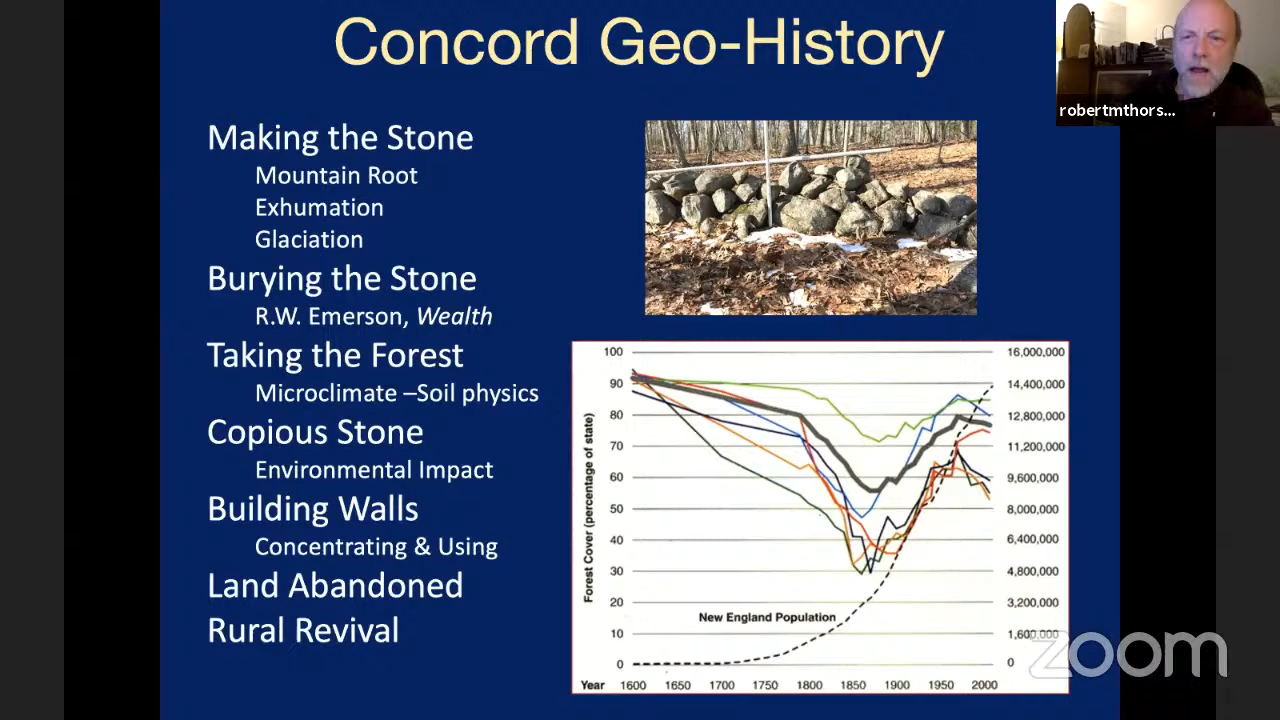 Concord Geo-History
robertmthors...
Making the Stone
Mountain Root
Exhumation
Glaciation
Burying the Stone
R.W. Emerson, Wealth
Taking the Forest
Microclimate –Soil physics
Copious Stone
Environmental Impact
Building Walls
Concentrating & Using
Land Abandoned
Rural Revival
Forest Cover (percentage of state)
100 16,000,000
90 14,400,000
80 12,800,000
70 11,200,000
60 9,600,000
50 8,000,000
40 6,400,000
30 4,800,000
20 3,200,000
New England Population
10 1,600,000
0 0
Year 1600 1650 1700 1750 1800 1850 1900 1950 2000
zoom